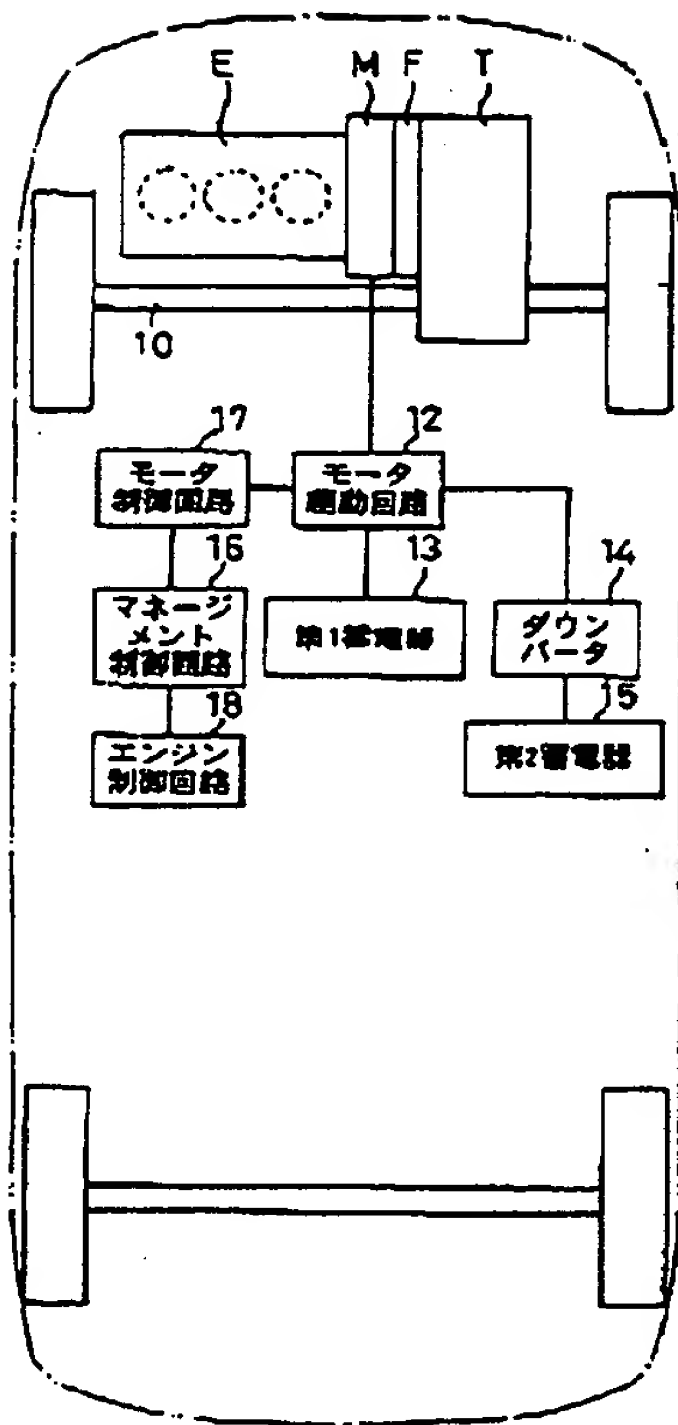 E
M
F
T
10
17
モータ
制御回路
12
モータ
駆動回路
16
マネージ
メント
制御回路
13
第1蓄電器
14
ダウン
バータ
18
エンジン
制御回路
15
第2蓄電器